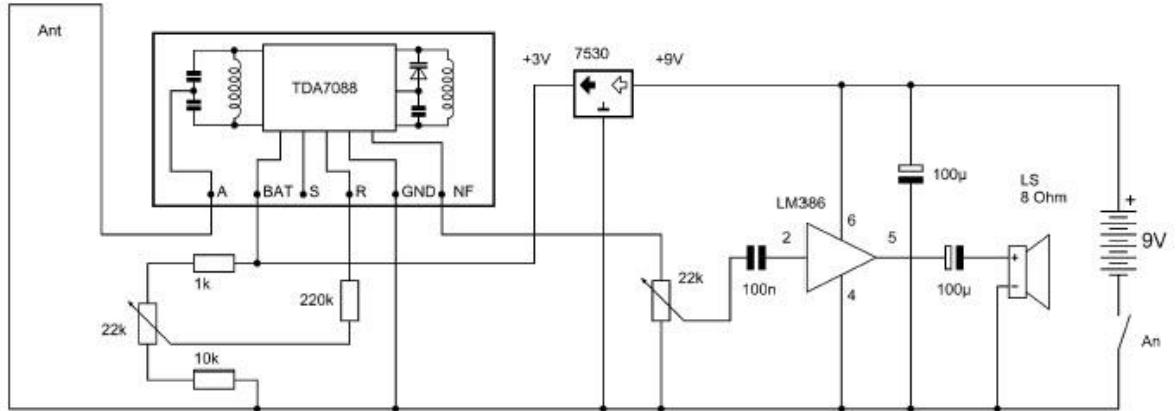 Ant
TDA7088
+3V
7530
+9V
A
BAT
S
R
GND
NF
1k
22k
220k
10k
22k
100n
LM386
2
6
5
4
100µ
100µ
LS
8 Ohm
+
+
9V
An